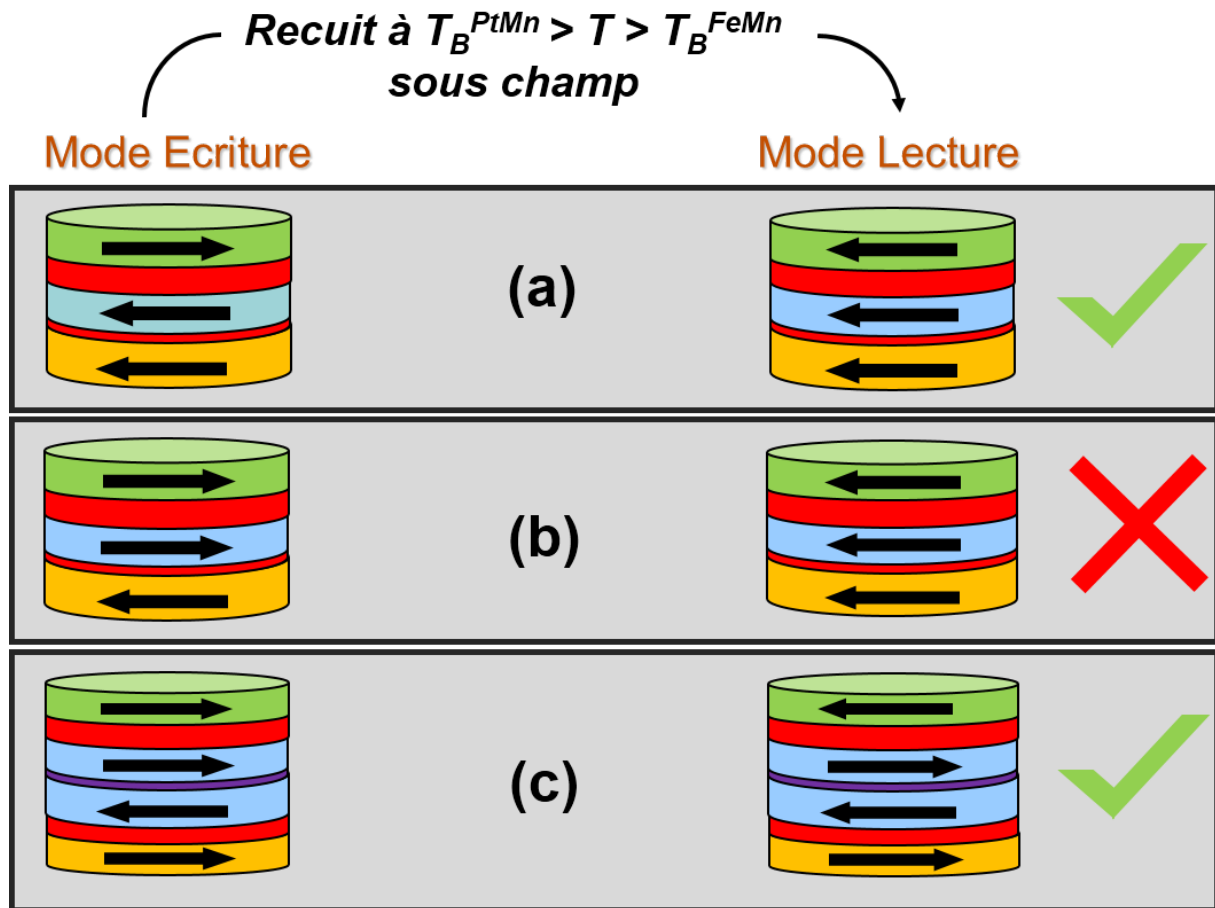 Recuit à T_B^PtMn > T > T_B^FeMn
sous champ
Mode Ecriture
Mode Lecture
(a)
(b)
(c)